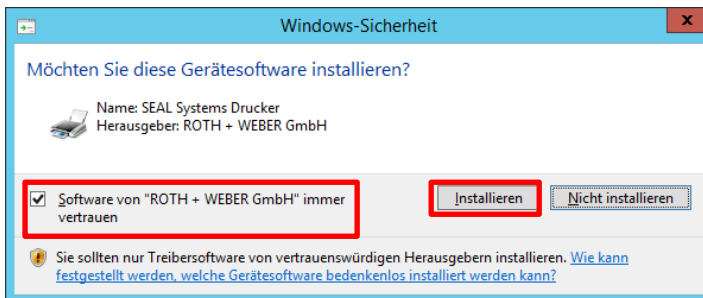 Windows-Sicherheit
x
Möchten Sie diese Gerätesoftware installieren?
Name: SEAL Systems Drucker
Herausgeber: ROTH + WEBER GmbH
Software von "ROTH + WEBER GmbH" immer
vertrauen
Installieren
Nicht installieren
Sie sollten nur Treibersoftware von vertrauenswürdigen Herausgebern installieren. Wie kann
festgestellt werden, welche Gerätesoftware bedenkenlos installiert werden kann?